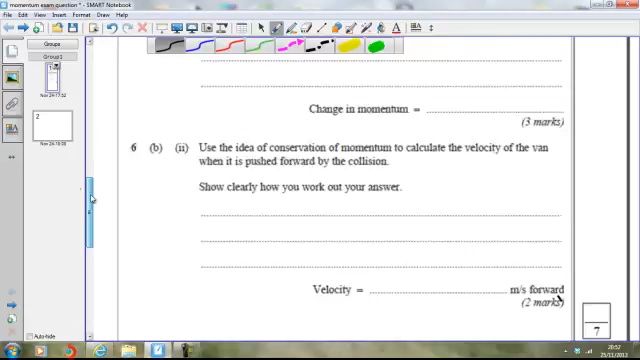 momentum exam question * - SMART Notebook
Edit View Insert Format Draw Window Help
Groups
Group1
Nov 24-17:52
2
Nov 24-18:08
Auto-hide
Change in momentum =
(3 marks)
6 (b) (ii) Use the idea of conservation of momentum to calculate the velocity of the van
when it is pushed forward by the collision.
Show clearly how you work out your answer.
Velocity = m/s forward
(2 marks)
7
20:52
25/11/2013